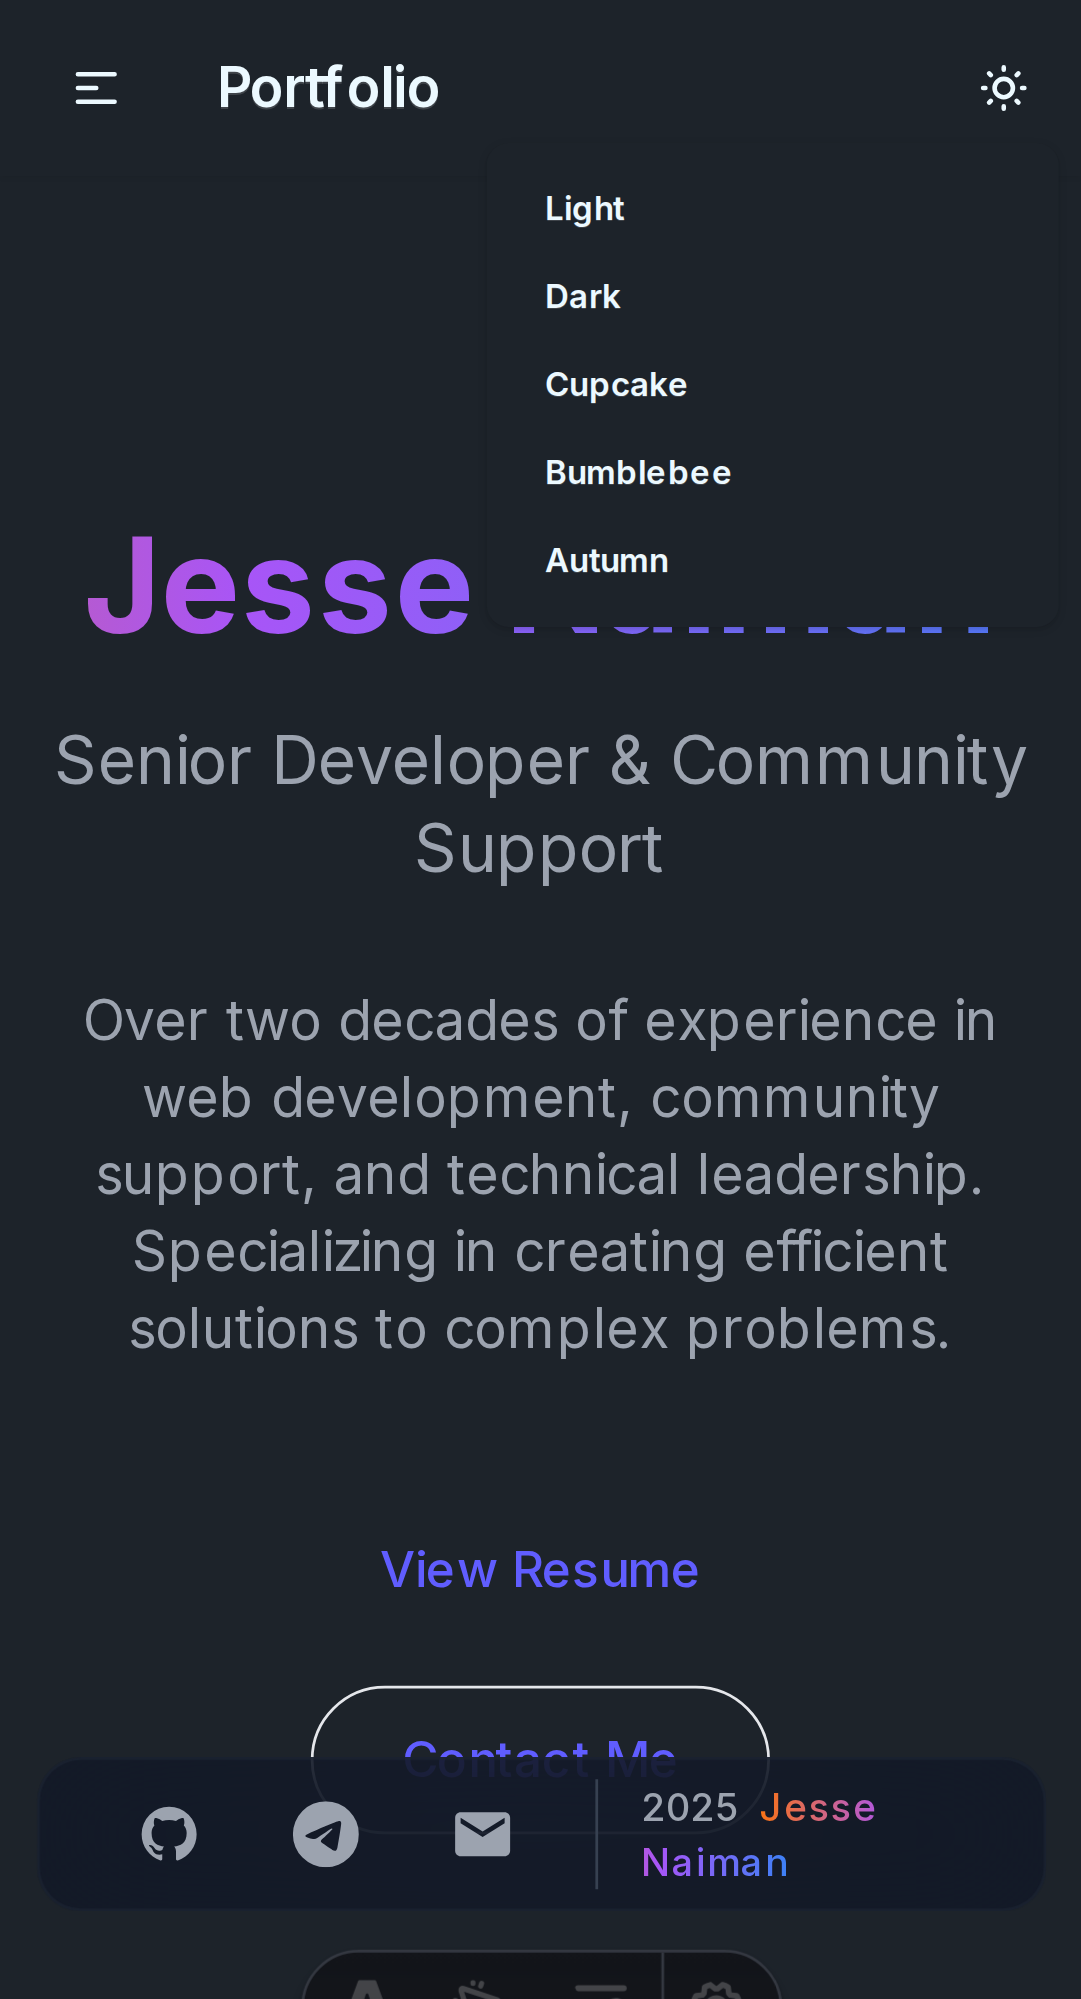 Portfolio
Light
Dark
Cupcake
Bumblebee
Autumn
Jesse
Senior Developer & Community
Support
Over two decades of experience in
web development, community
support, and technical leadership.
Specializing in creating efficient
solutions to complex problems.
View Resume
Contact Me
2025 Jesse
Naiman